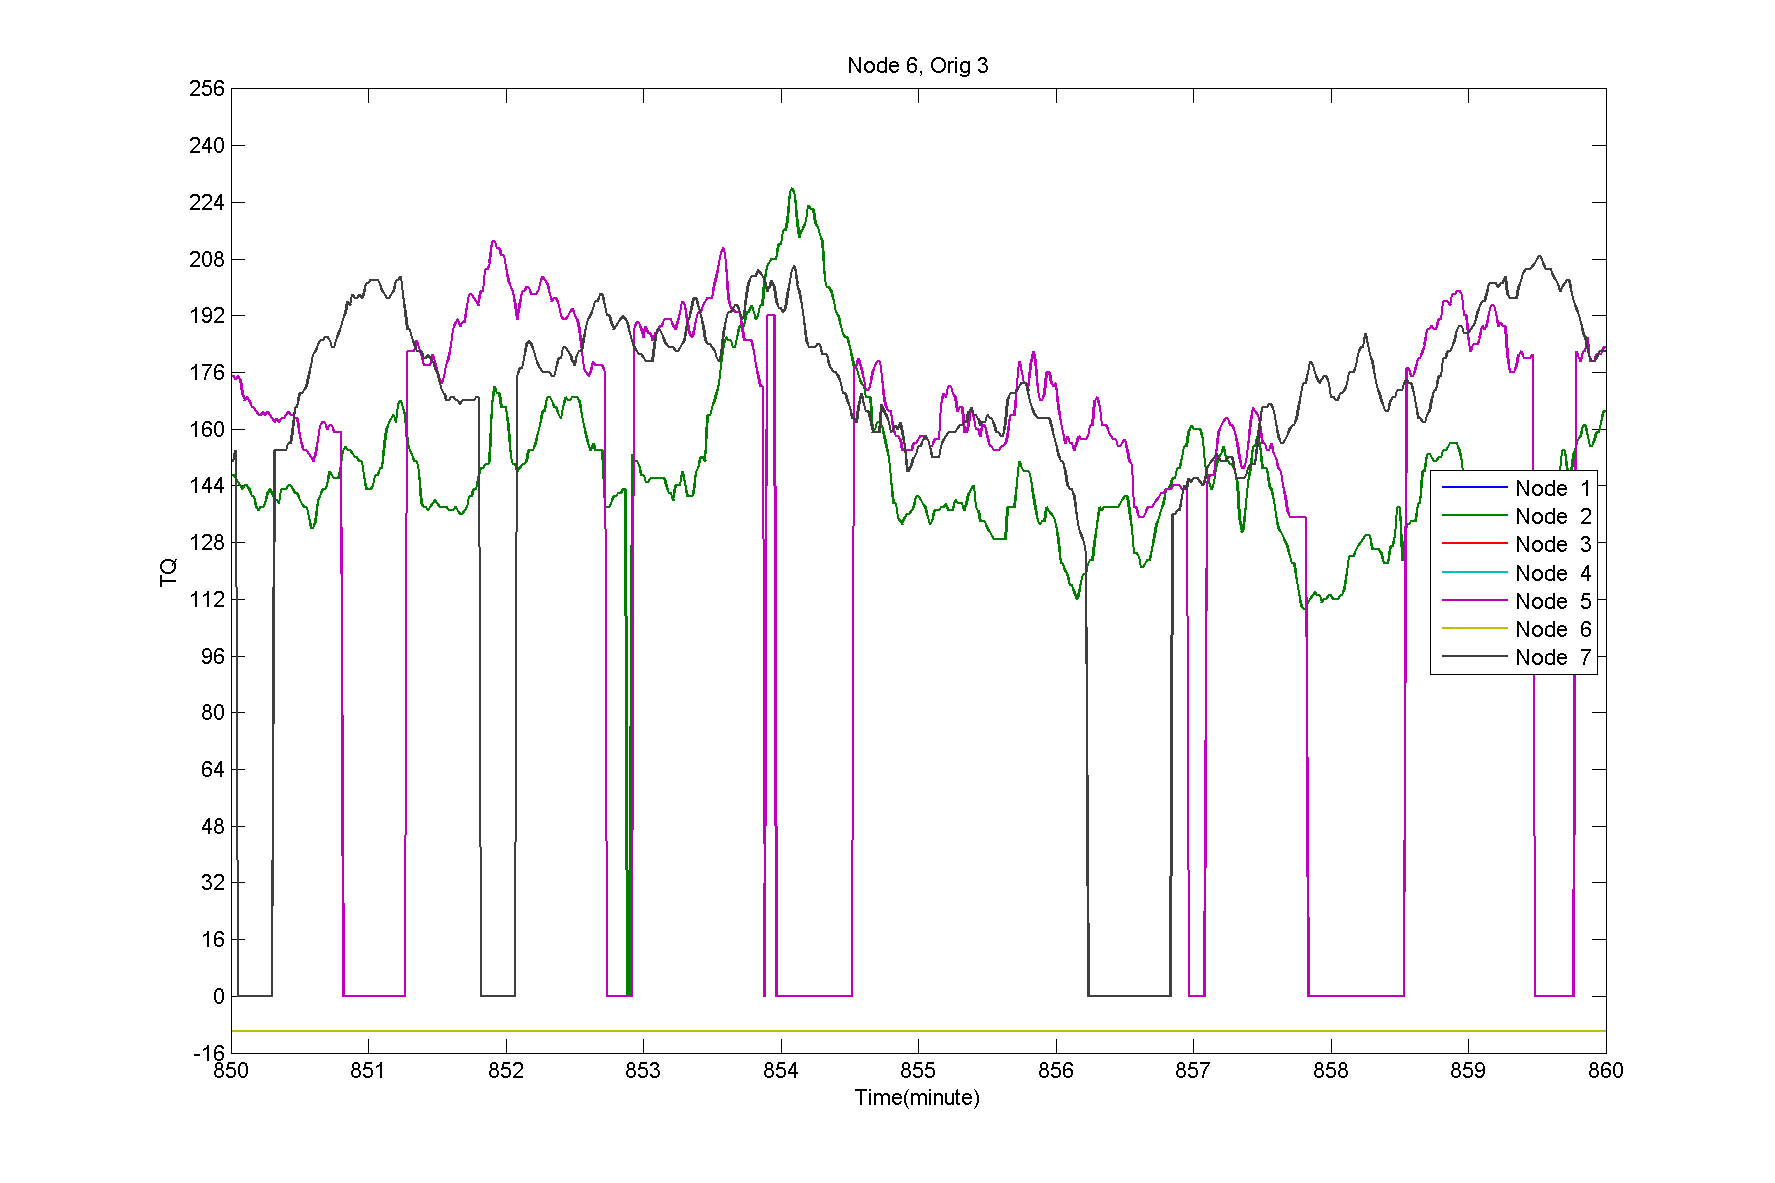 Node 6, Orig 3
256
240
224
208
192
176
160
144
128
112
96
80
64
48
32
16
0
-16
TQ
Node 1
Node 2
Node 3
Node 4
Node 5
Node 6
Node 7
850 851 852 853 854 855 856 857 858 859 860
Time(minute)